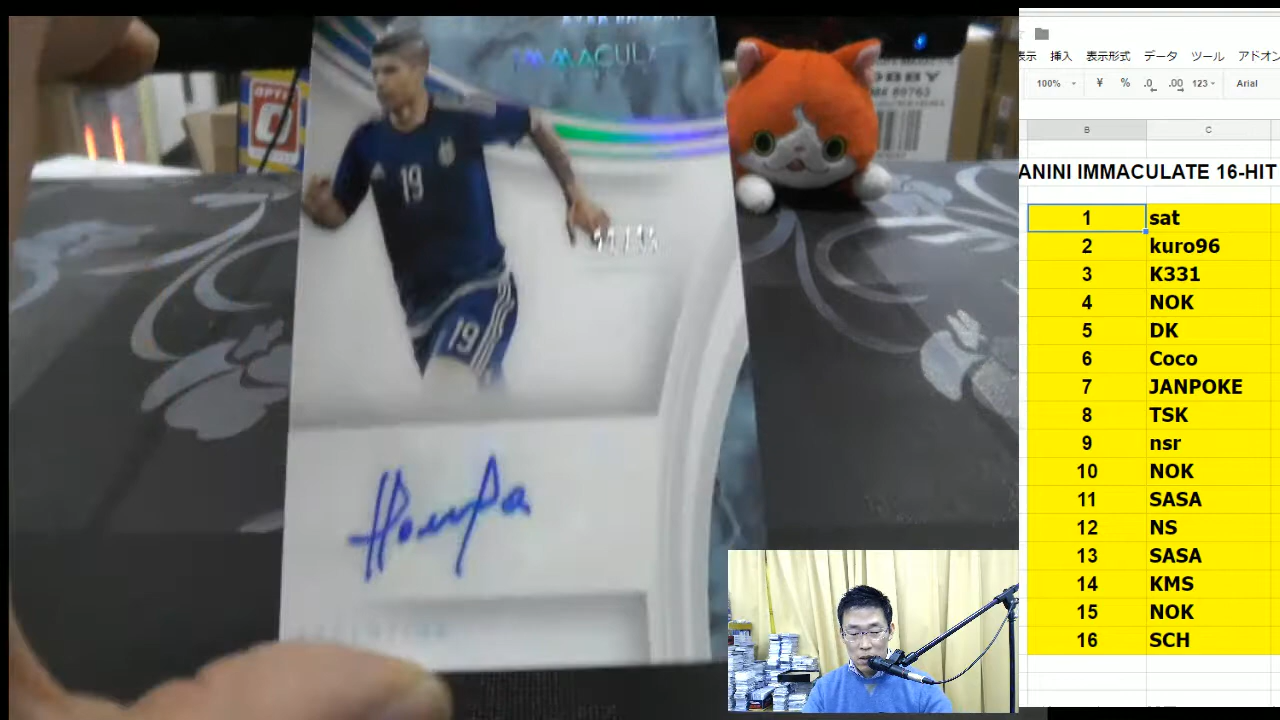 IMMACUL
19
19
OPTIC
OBBY
表示 挿入 表示形式 データ ツール アドオン
100% ¥ % .0 .00 123 Arial
B C
ANINI IMMACULATE 16-HIT
1 sat
2 kuro96
3 K331
4 NOK
5 DK
6 Coco
7 JANPOKE
8 TSK
9 nsr
10 NOK
11 SASA
12 NS
13 SASA
14 KMS
15 NOK
16 SCH